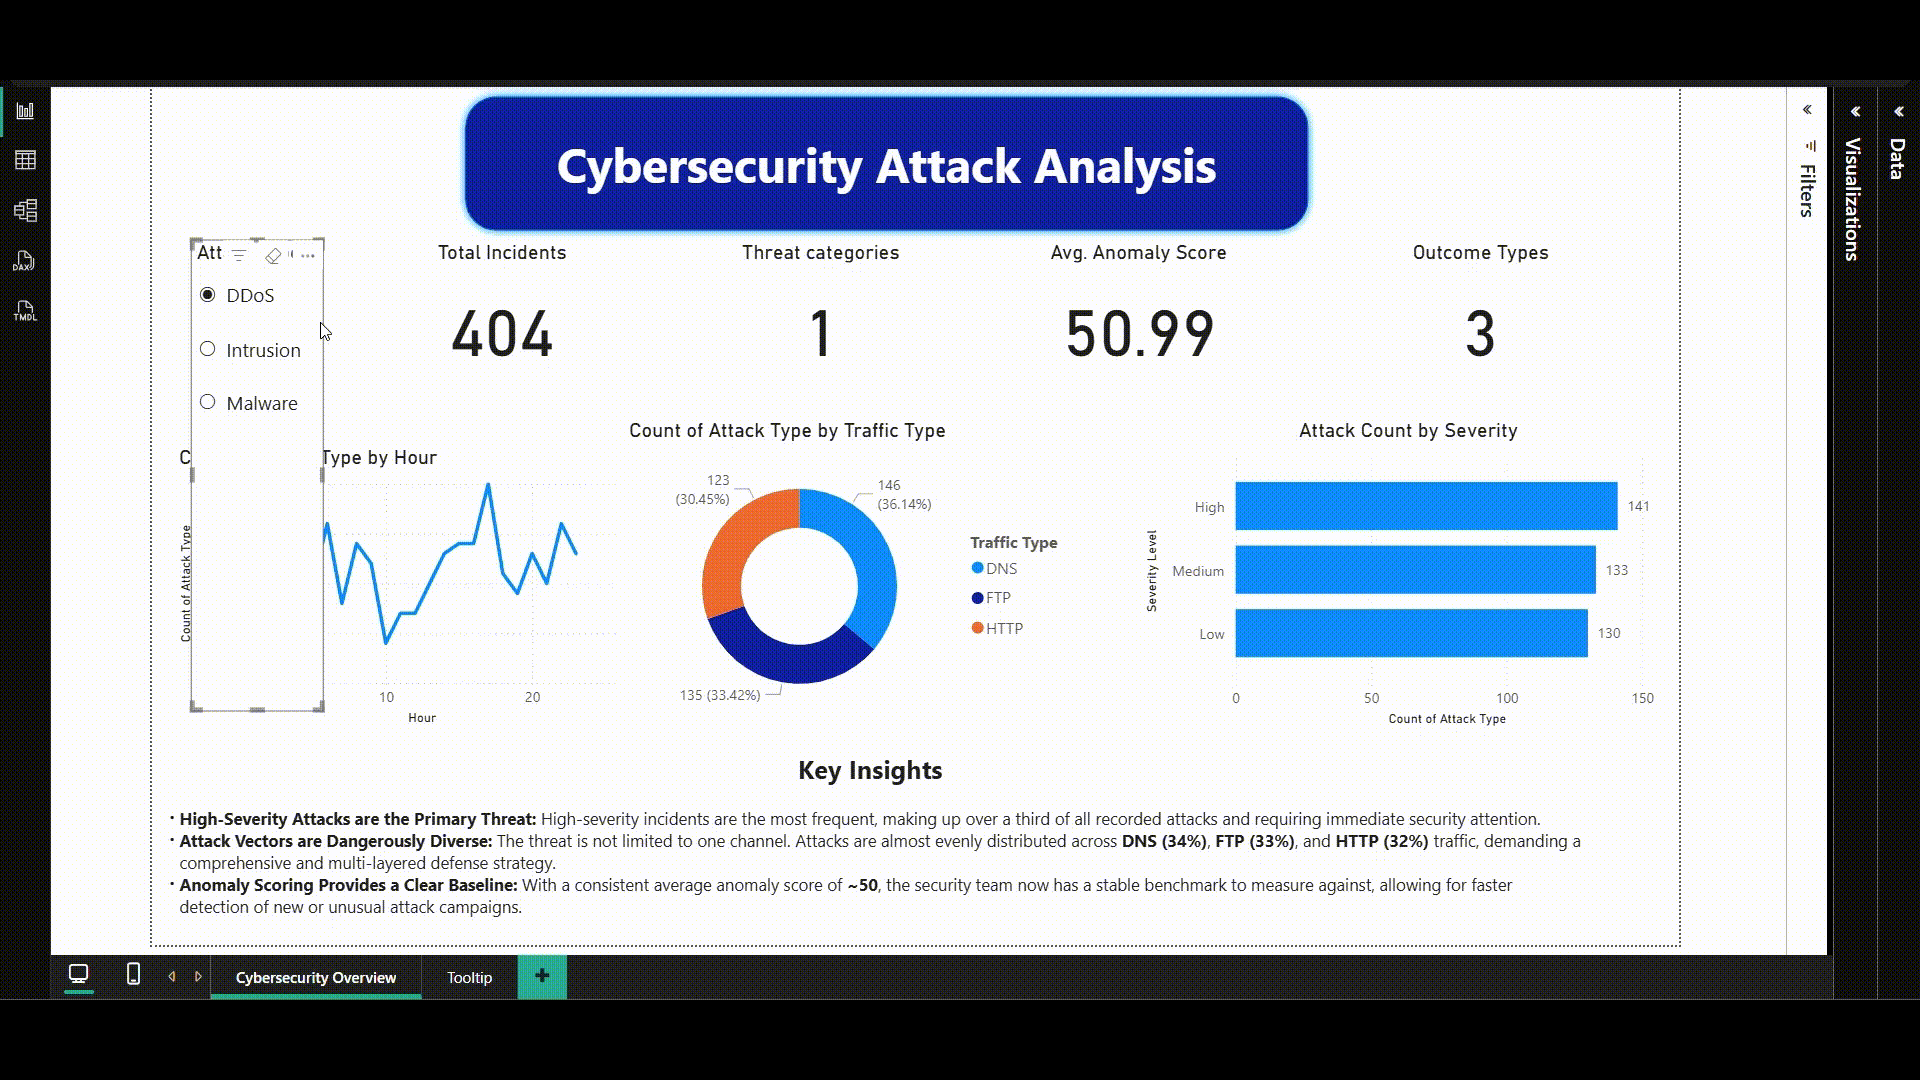 Cybersecurity Attack Analysis
Data
Visualizations
Filters
DAX
TMDL
Att
DDoS
Intrusion
Malware
Total Incidents
404
Threat categories
1
Avg. Anomaly Score
50.99
Outcome Types
3
C
Type by Hour
Count of Attack Type
10
20
Hour
Count of Attack Type by Traffic Type
123
(30.45%)
146
(36.14%)
135 (33.42%)
Traffic Type
DNS
FTP
HTTP
Attack Count by Severity
Severity Level
High
141
Medium
133
Low
130
0
50
100
150
Count of Attack Type
Key Insights
· High-Severity Attacks are the Primary Threat: High-severity incidents are the most frequent, making up over a third of all recorded attacks and requiring immediate security attention.
· Attack Vectors are Dangerously Diverse: The threat is not limited to one channel. Attacks are almost evenly distributed across DNS (34%), FTP (33%), and HTTP (32%) traffic, demanding a
comprehensive and multi-layered defense strategy.
· Anomaly Scoring Provides a Clear Baseline: With a consistent average anomaly score of ~50, the security team now has a stable benchmark to measure against, allowing for faster
detection of new or unusual attack campaigns.
Cybersecurity Overview
Tooltip